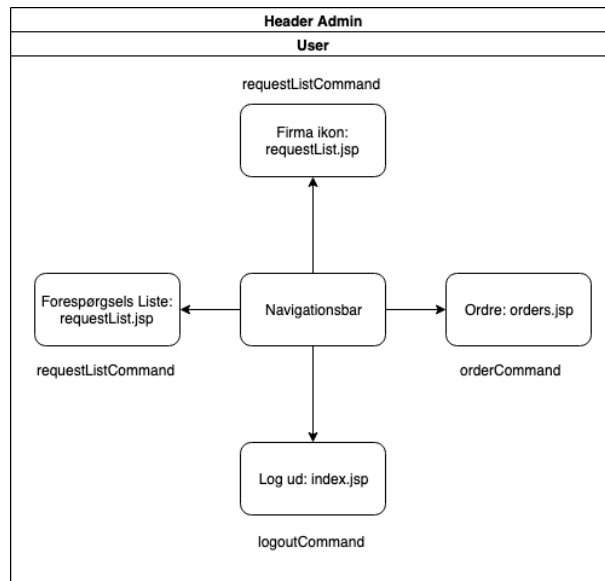 Header Admin
User
requestListCommand
Firma ikon:
requestList.jsp
Forespørgsels Liste:
requestList.jsp
Navigationsbar
Ordre: orders.jsp
requestListCommand
orderCommand
Log ud: index.jsp
logoutCommand